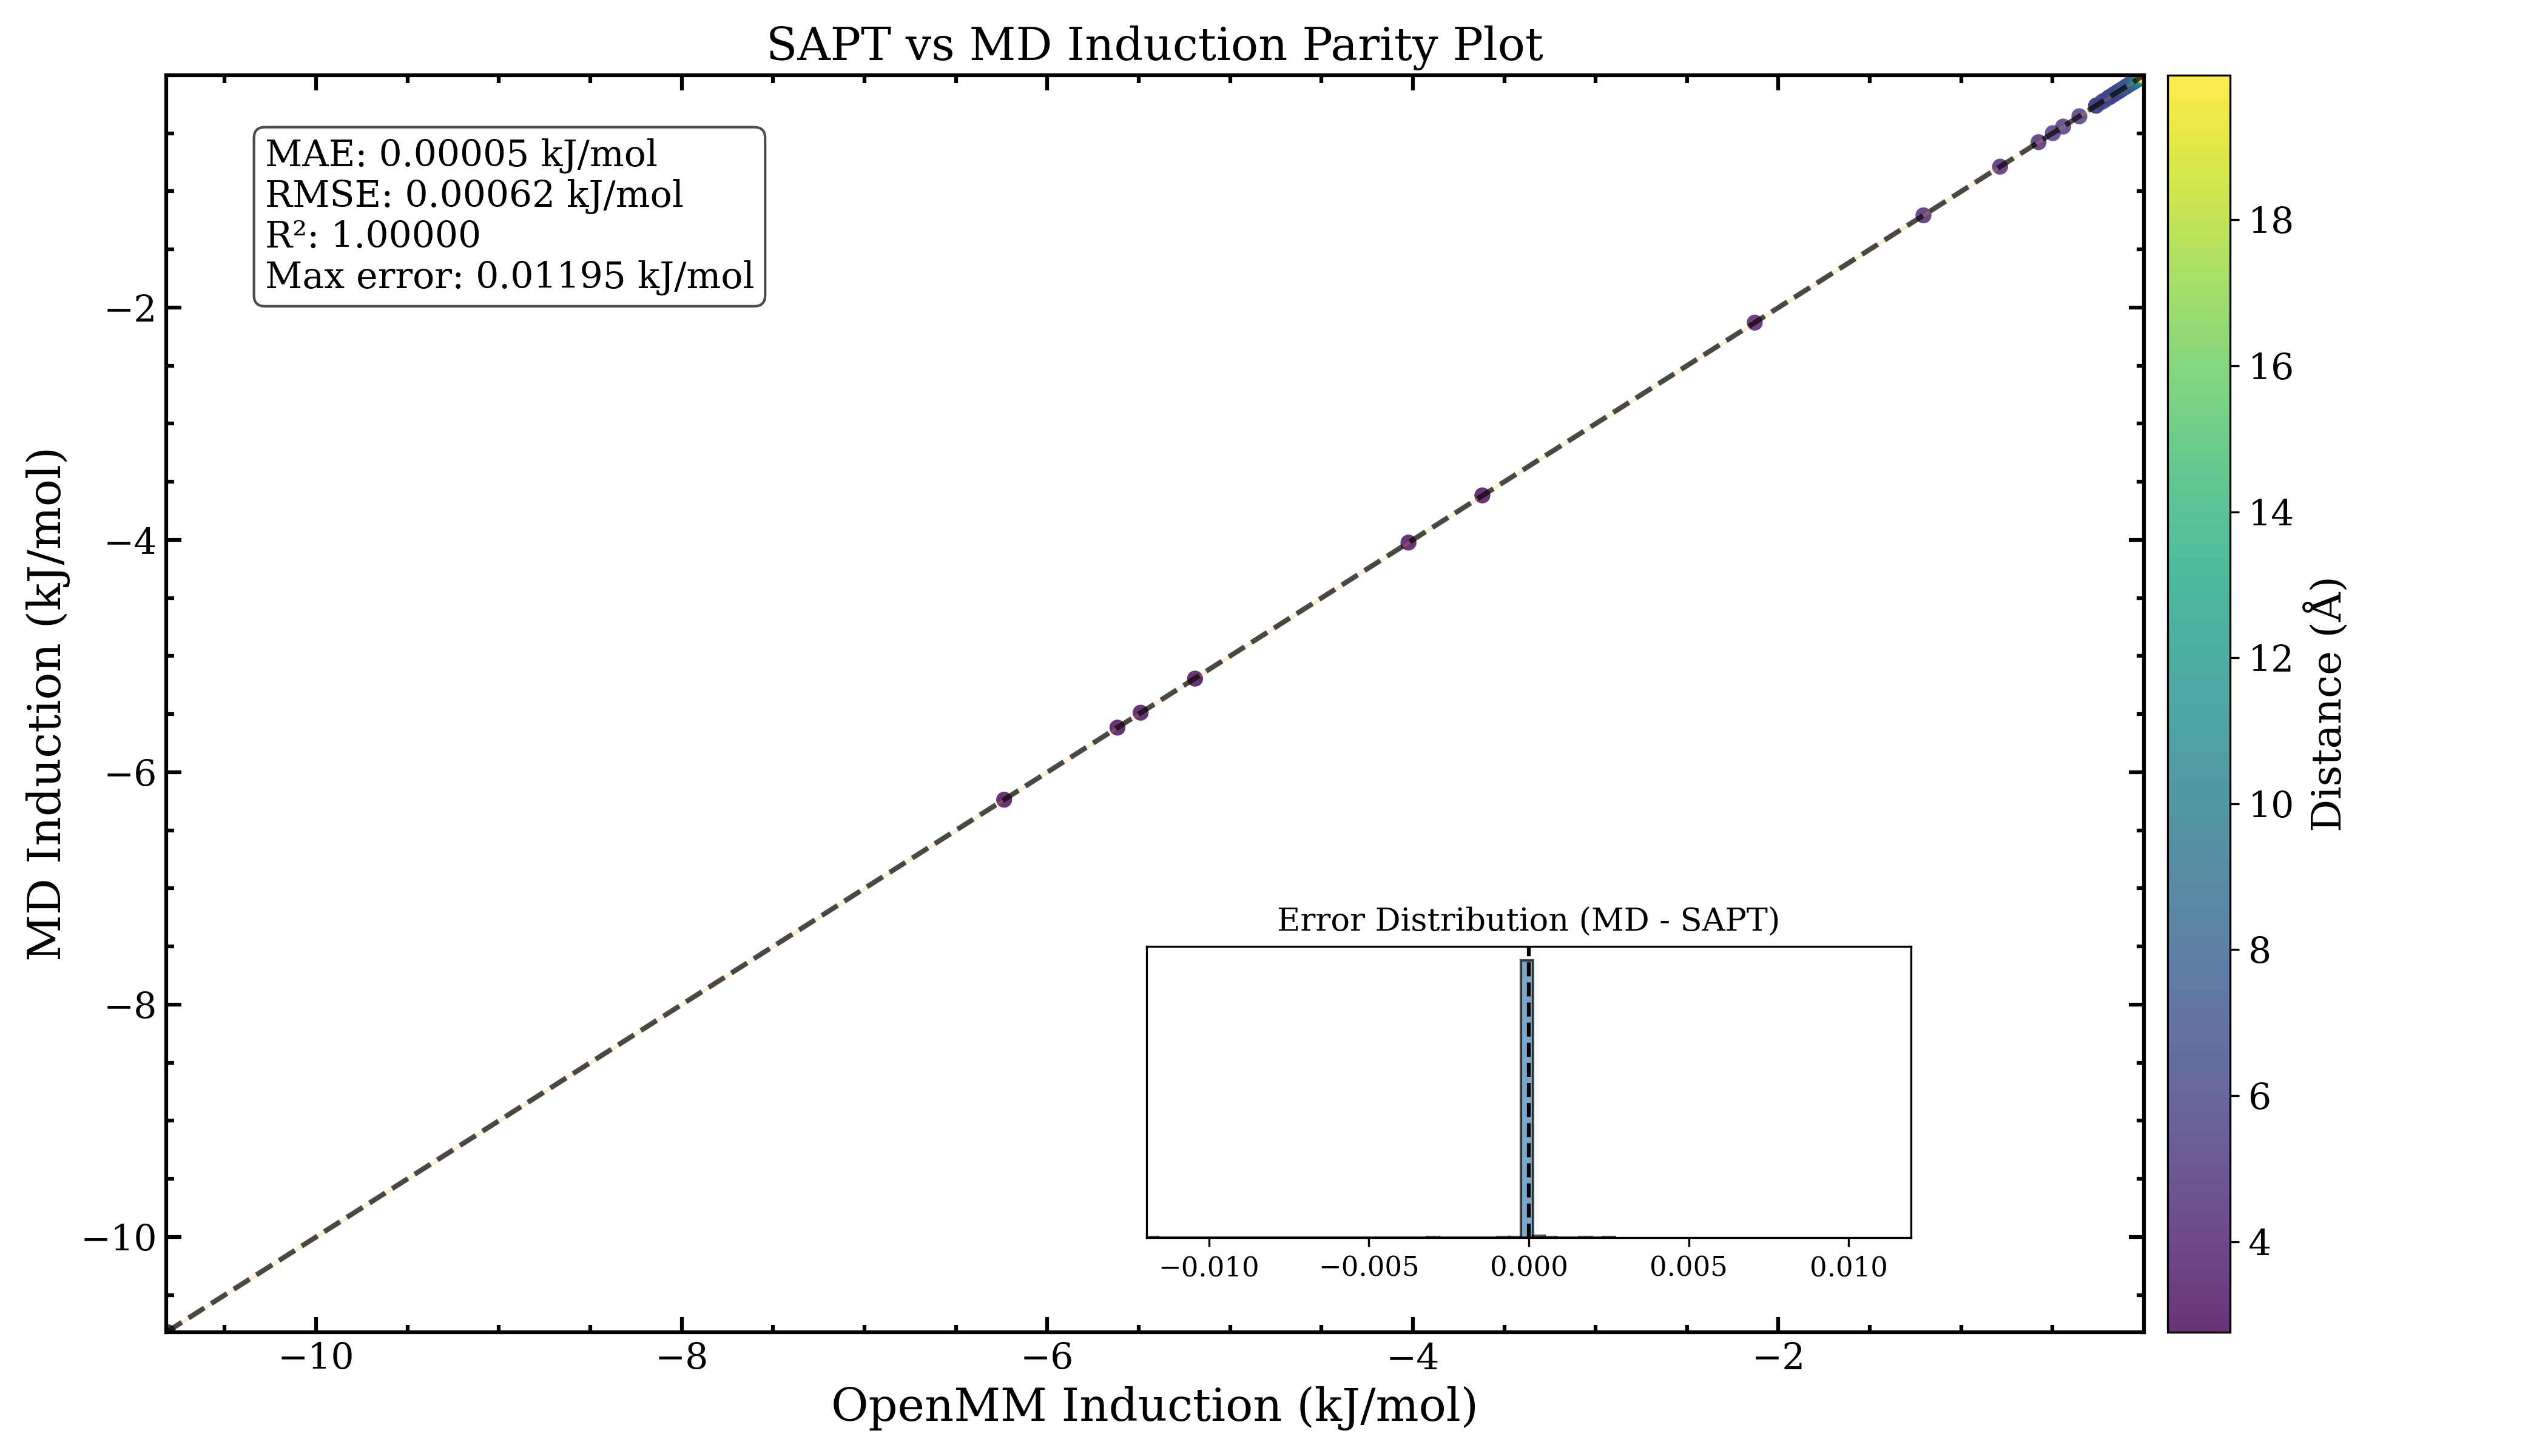 SAPT vs MD Induction Parity Plot
MAE: 0.00005 kJ/mol
RMSE: 0.00062 kJ/mol
R²: 1.00000
Max error: 0.01195 kJ/mol
MD Induction (kJ/mol)
−2
−4
−6
−8
−10
Error Distribution (MD - SAPT)
−0.010 −0.005 0.000 0.005 0.010
−10 −8 −6 −4 −2
OpenMM Induction (kJ/mol)
18
16
14
12
10
8
6
4
Distance (Å)